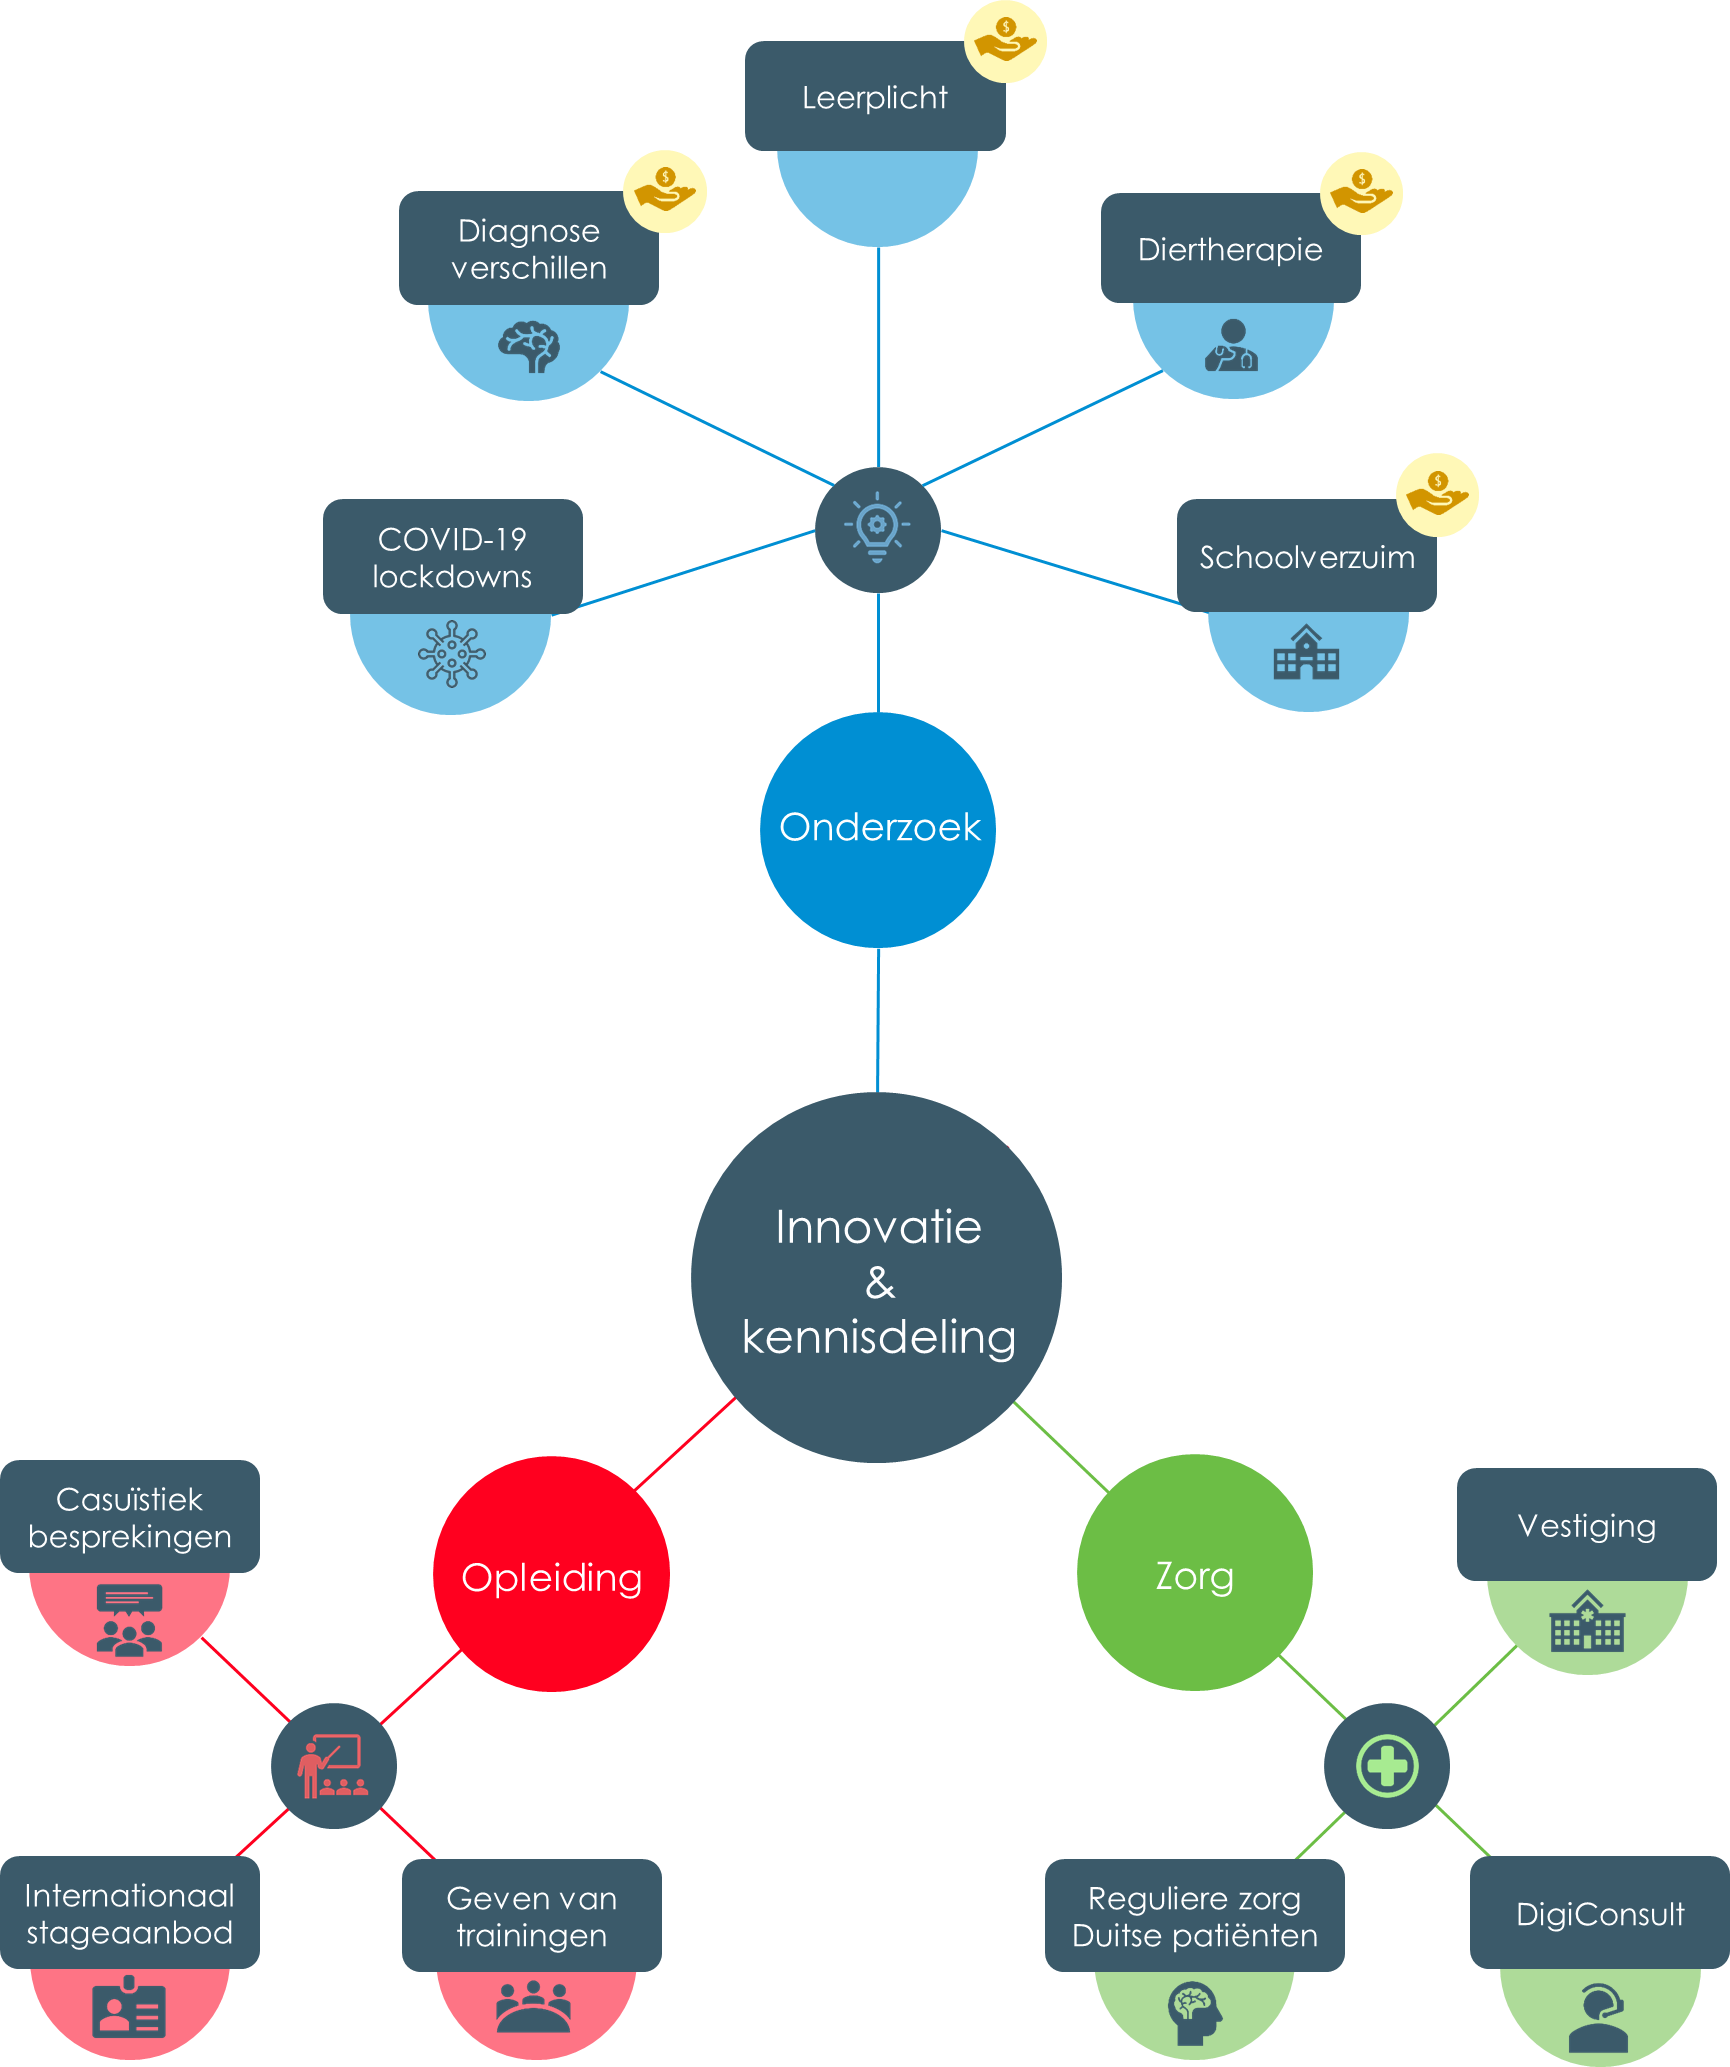 Leerplicht
Diagnose
verschillen
Diertherapie
COVID-19
lockdowns
Schoolverzuim
Onderzoek
Innovatie
&
kennisdeling
Casuïstiek
besprekingen
Opleiding
Zorg
Vestiging
Internationaal
stageaanbod
Geven van
trainingen
Reguliere zorg
Duitse patiënten
DigiConsult